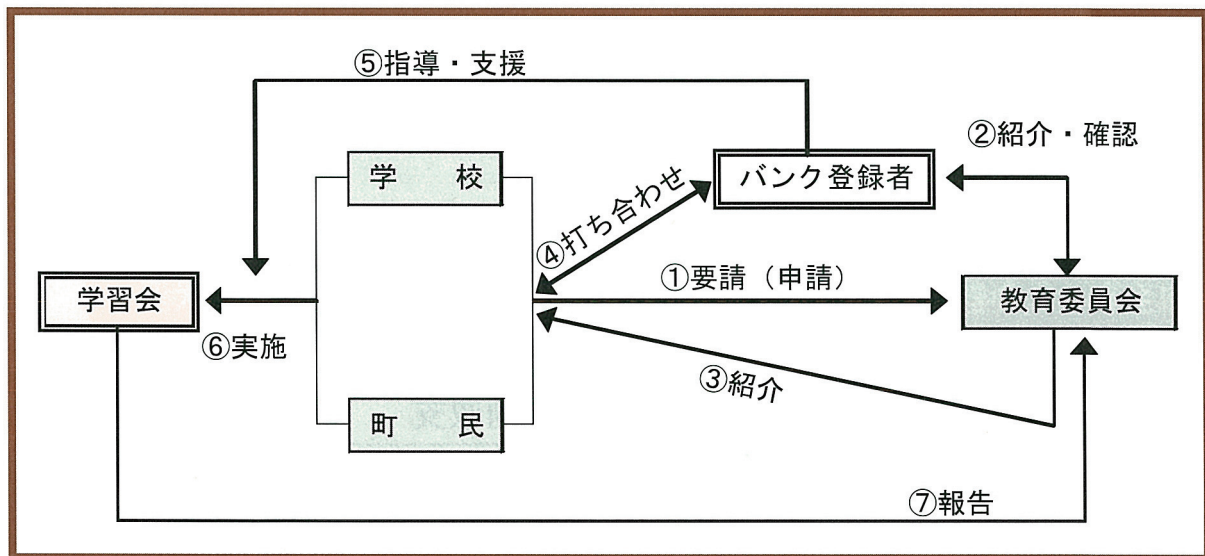 ⑤指導・支援
②紹介・確認
学　校
バンク登録者
④打ち合わせ
①要請（申請）
学習会
教育委員会
⑥実施
③紹介
町　民
⑦報告